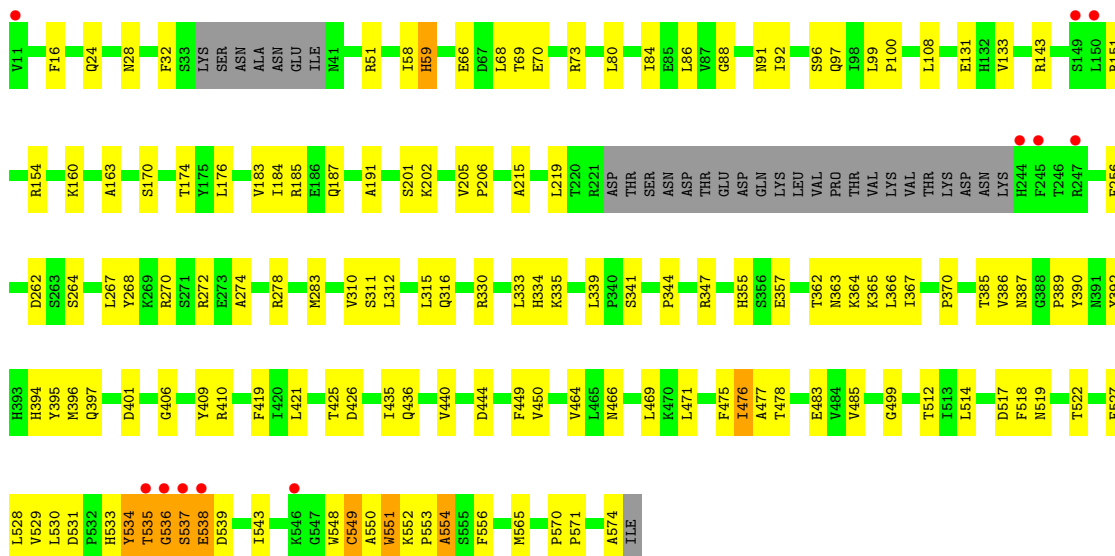 V11 F16 Q24 N28 F32 S33 LYS SER ASN ALA ASN GLU ILE N41 R51 I58 H59 E66 D67 L68 T69 E70 R73 L80 I84 E85 L86 V87 G88 N91 I92 S96 Q97 I98 L99 P100 L108 E131 H132 V133 R143 S149 L150 P151
R154 K160 A163 S170 T174 Y175 L176 V183 I184 R185 E186 Q187 A191 S201 K202 V205 P206 A215 L219 T220 R221 ASP THR SER ASN ASP THR GLU ASP GLN LYS LEU VAL PRO THR VAL LYS VAL THR LYS ASP ASN LYS H244 F245 T246 R247
D262 S263 S264 L267 Y268 K269 R270 S271 R272 E273 A274 R278 M283 V310 S311 L312 L315 Q316 R330 L333 H334 K335 L339 P340 S341 P344 R347 H355 S356 E357 T362 N363 K364 K365 L366 I367 P370 T385 V386 N387 G388 P389 Y390 N391
H393 H394 Y395 M396 Q397 D401 G406 Y409 R410 F419 I420 L421 T425 D426 I435 Q436 V440 D444 F449 V450 V464 L465 N466 L469 K470 L471 F475 I476 A477 T478 E483 V484 V485 G499 T512 I513 L514 D517 F518 N519 T522
L528 V529 L530 D531 P532 H533 Y534 T535 G536 S537 E538 D539 I543 K546 G547 W548 C549 A550 W551 K552 P553 A554 S555 F556 M565 P570 P571 A574 ILE